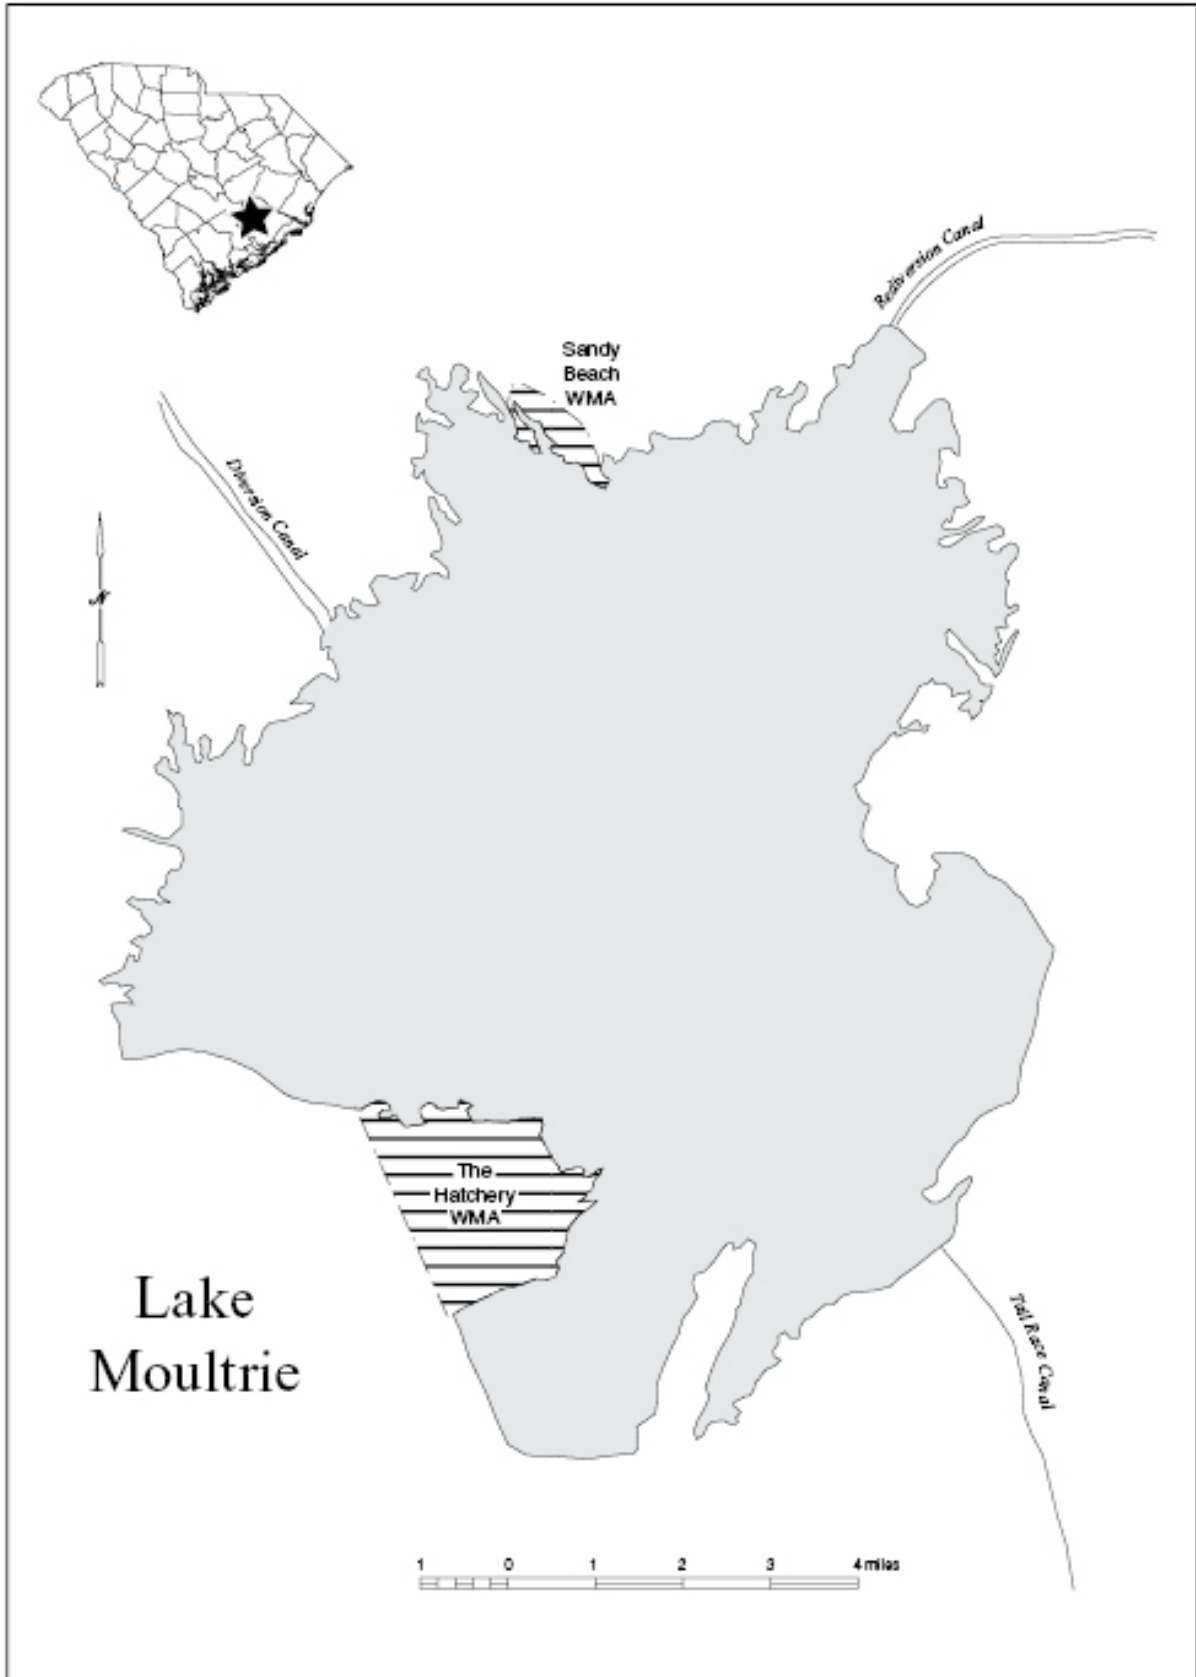 Rediversion Canal
Sandy
Beach
WMA
Diversion Canal
N
The
Hatchery
WMA
Lake
Moultrie
Tail Race Canal
1 0 1 2 3 4 miles